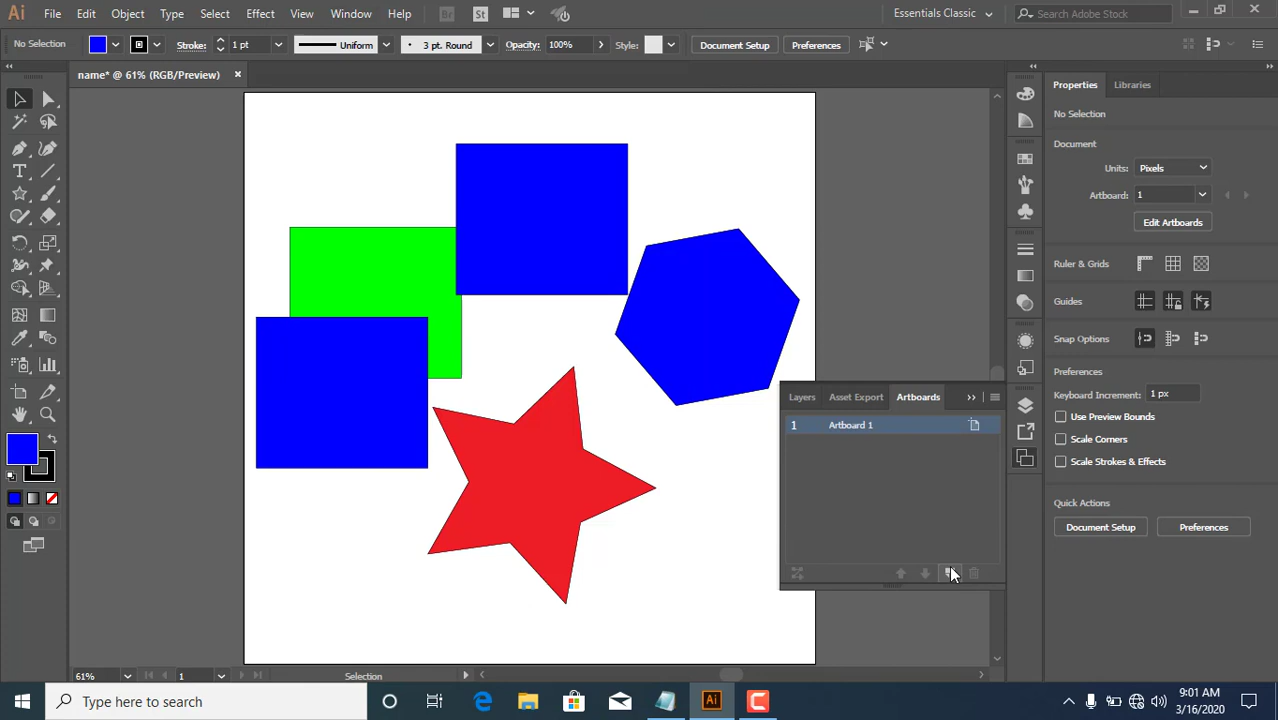 Ai File Edit Object Type Select Effect View Window Help Br St Essentials Classic Search Adobe Stock
No Selection Stroke: 1 pt Uniform 3 pt. Round Opacity: 100% Style: Document Setup Preferences
name* @ 61% (RGB/Preview) ×
Properties Libraries
No Selection
Document
Units: Pixels
Artboard: 1
Edit Artboards
Ruler & Grids
Guides
Snap Options
Preferences
Keyboard Increment: 1 px
Use Preview Bounds
Scale Corners
Scale Strokes & Effects
Quick Actions
Document Setup Preferences
Layers Asset Export Artboards
1 Artboard 1
61% 1 Selection
Type here to search
Ai
9:01 AM
3/16/2020